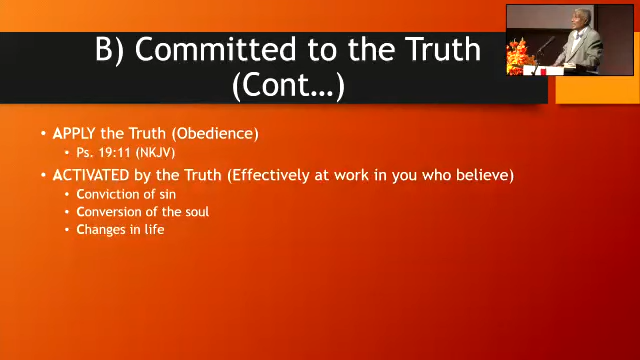 B) Committed to the Truth
(Cont…)
• APPLY the Truth (Obedience)
• Ps. 19:11 (NKJV)
• ACTIVATED by the Truth (Effectively at work in you who believe)
• Conviction of sin
• Conversion of the soul
• Changes in life